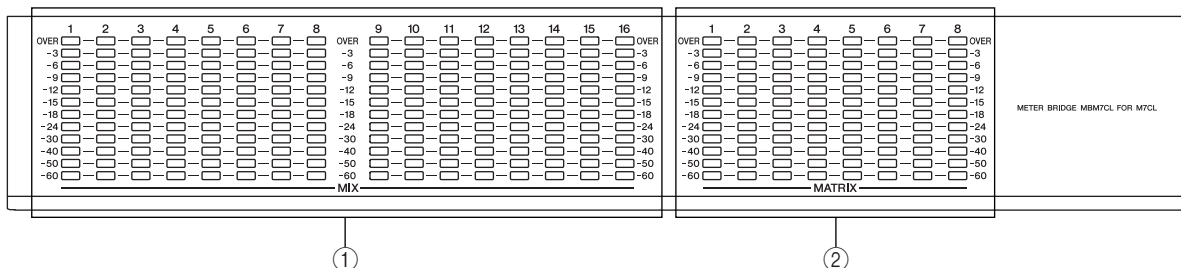 1 2 3 4 5 6 7 8 9 10 11 12 13 14 15 16 1 2 3 4 5 6 7 8
OVER OVER OVER OVER OVER
-3 -3 -3 -3 -3
-6 -6 -6 -6 -6
-9 -9 -9 -9 -9
-12 -12 -12 -12 -12
-15 -15 -15 -15 -15
METER BRIDGE MBM7CL FOR M7CL
-18 -18 -18 -18 -18
-24 -24 -24 -24 -24
-30 -30 -30 -30 -30
-40 -40 -40 -40 -40
-50 -50 -50 -50 -50
-60 -60 -60 -60 -60
MIX MATRIX
① ②